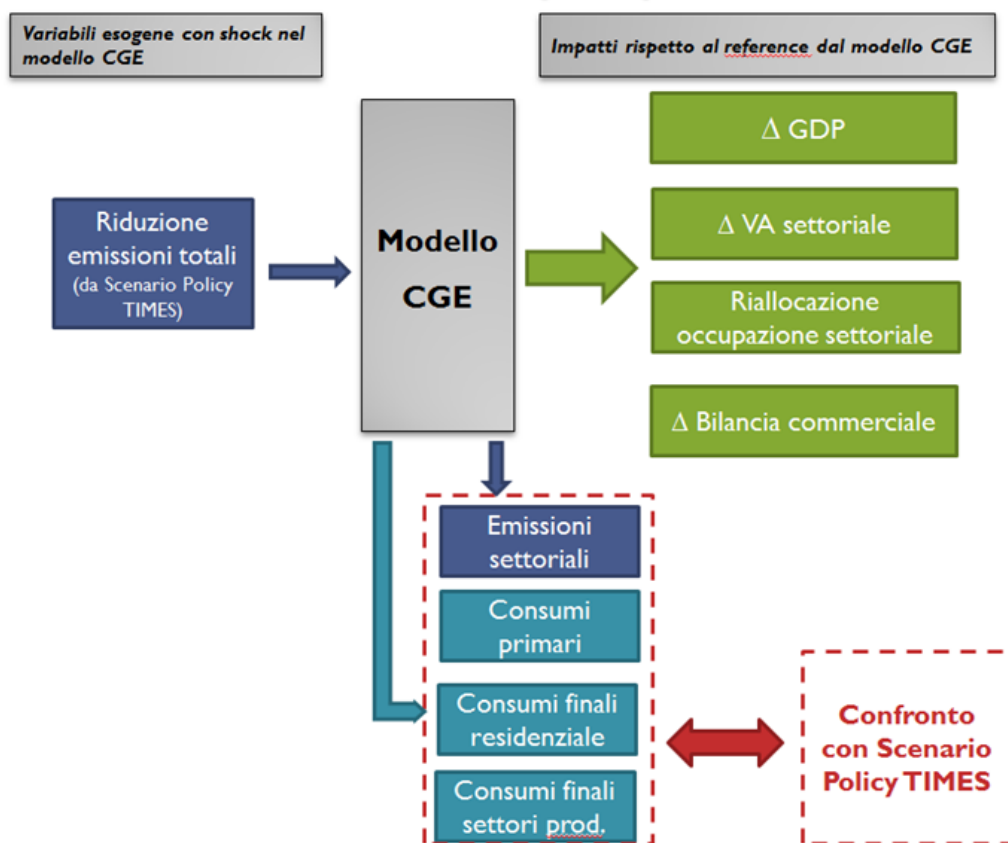 Variabili esogene con shock nel
modello CGE
Impatti rispetto al reference dal modello CGE
Riduzione
emissioni totali
(da Scenario Policy
TIMES)
Modello
CGE
Δ GDP
Δ VA settoriale
Riallocazione
occupazione settoriale
Δ Bilancia commerciale
Emissioni
settoriali
Consumi
primari
Consumi finali
residenziale
Consumi finali
settori prod.
Confronto
con Scenario
Policy TIMES